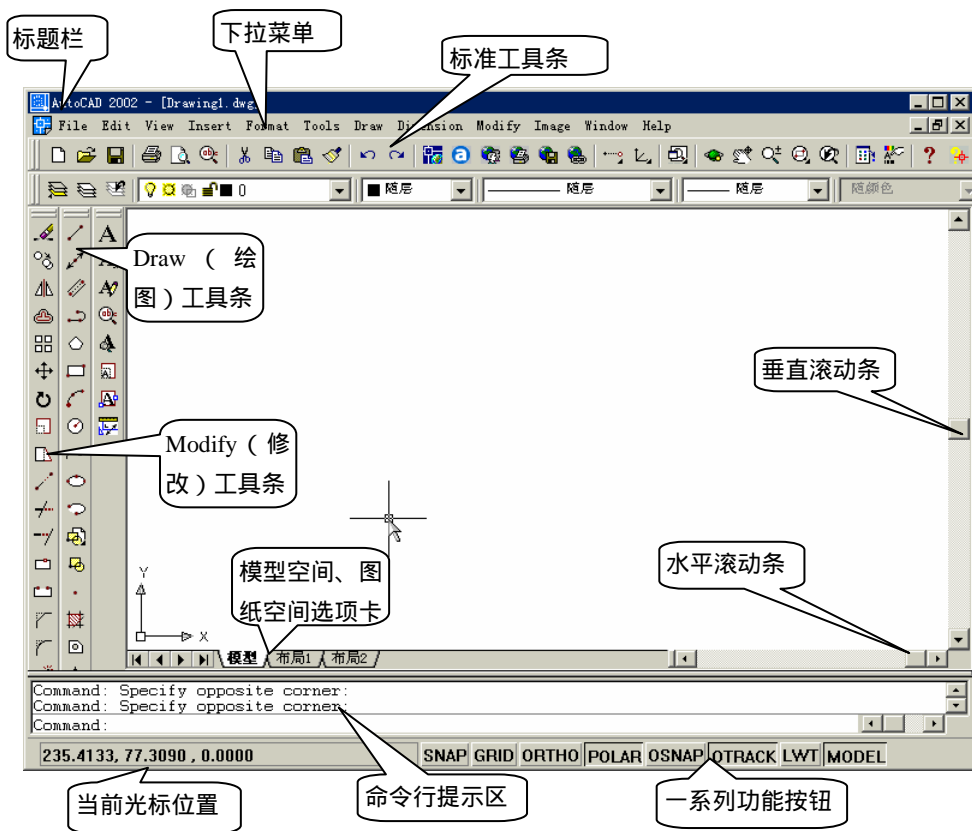 标题栏
下拉菜单
标准工具条
AutoCAD 2002 - [Drawing1.dwg
File Edit View Insert Format Tools Draw Dimension Modify Image Window Help
0
随层
随层
随层
随颜色
Draw（绘
图）工具条
垂直滚动条
Modify（修
改）工具条
模型空间、图
纸空间选项卡
水平滚动条
Y
X
模型 布局1 布局2
Command: Specify opposite corner:
Command: Specify opposite corner:
Command:
235.4133, 77.3090 , 0.0000
SNAP GRID ORTHO POLAR OSNAP OTRACK LWT MODEL
当前光标位置
命令行提示区
一系列功能按钮